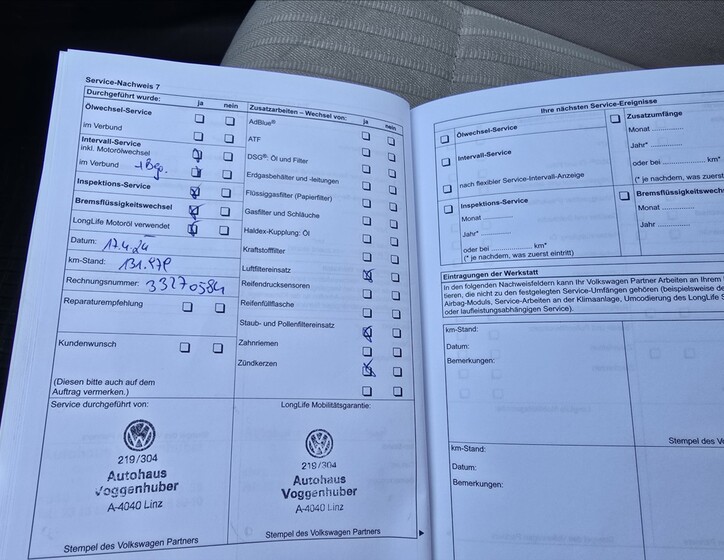 Service-Nachweis 7
Durchgeführt wurde: ja nein
Ölwechsel-Service
im Verbund
Intervall-Service
inkl. Motorölwechsel
im Verbund
Inspektions-Service
Bremsflüssigkeitswechsel
LongLife Motoröl verwendet
Datum: 17.4.24
km-Stand:
Rechnungsnummer: 33270584
Reparaturempfehlung
Kundenwunsch
(Diesen bitte auch auf dem
Auftrag vermerken.)
Service durchgeführt von:
219/304
Autohaus
Voggenhuber
A-4040 Linz
Stempel des Volkswagen Partners
Zusatzarbeiten – Wechsel von: ja nein
AdBlue®
ATF
DSG®: Öl und Filter
Erdgasbehälter und -leitungen
Flüssiggasfilter (Papierfilter)
Gasfilter und Schläuche
Haldex-Kupplung: Öl
Kraftstofffilter
Luftfiltereinsatz
Reifendrucksensoren
Reifenfüllflasche
Staub- und Pollenfiltereinsatz
Zahnriemen
Zündkerzen
LongLife Mobilitätsgarantie:
219/304
Autohaus
Voggenhuber
A-4040 Linz
Stempel des Volkswagen Partners
Ihre nächsten Service-Ereignisse
Ölwechsel-Service
Intervall-Service
nach flexibler Service-Intervall-Anzeige
Inspektions-Service
Monat
Jahr*
oder bei .......... km*
(* je nachdem, was zuerst eintritt)
Zusatzumfänge
Monat
Jahr*
oder bei .......... km*
(* je nachdem, was zuerst
Bremsflüssigkeitswechs
Monat
Jahr
Eintragungen der Werkstatt
In den folgenden Nachweisfeldern kann Ihr Volkswagen Partner Arbeiten an Ihrem
tieren, die nicht zu den festgelegten Service-Umfängen gehören (beispielsweise de
Airbag-Moduls, Service-Arbeiten an der Klimaanlage, Umcodierung des LongLife S
oder laufleistungsabhängigen Service).
km-Stand:
Datum:
Bemerkungen:
Stempel des V
km-Stand:
Datum:
Bemerkungen: